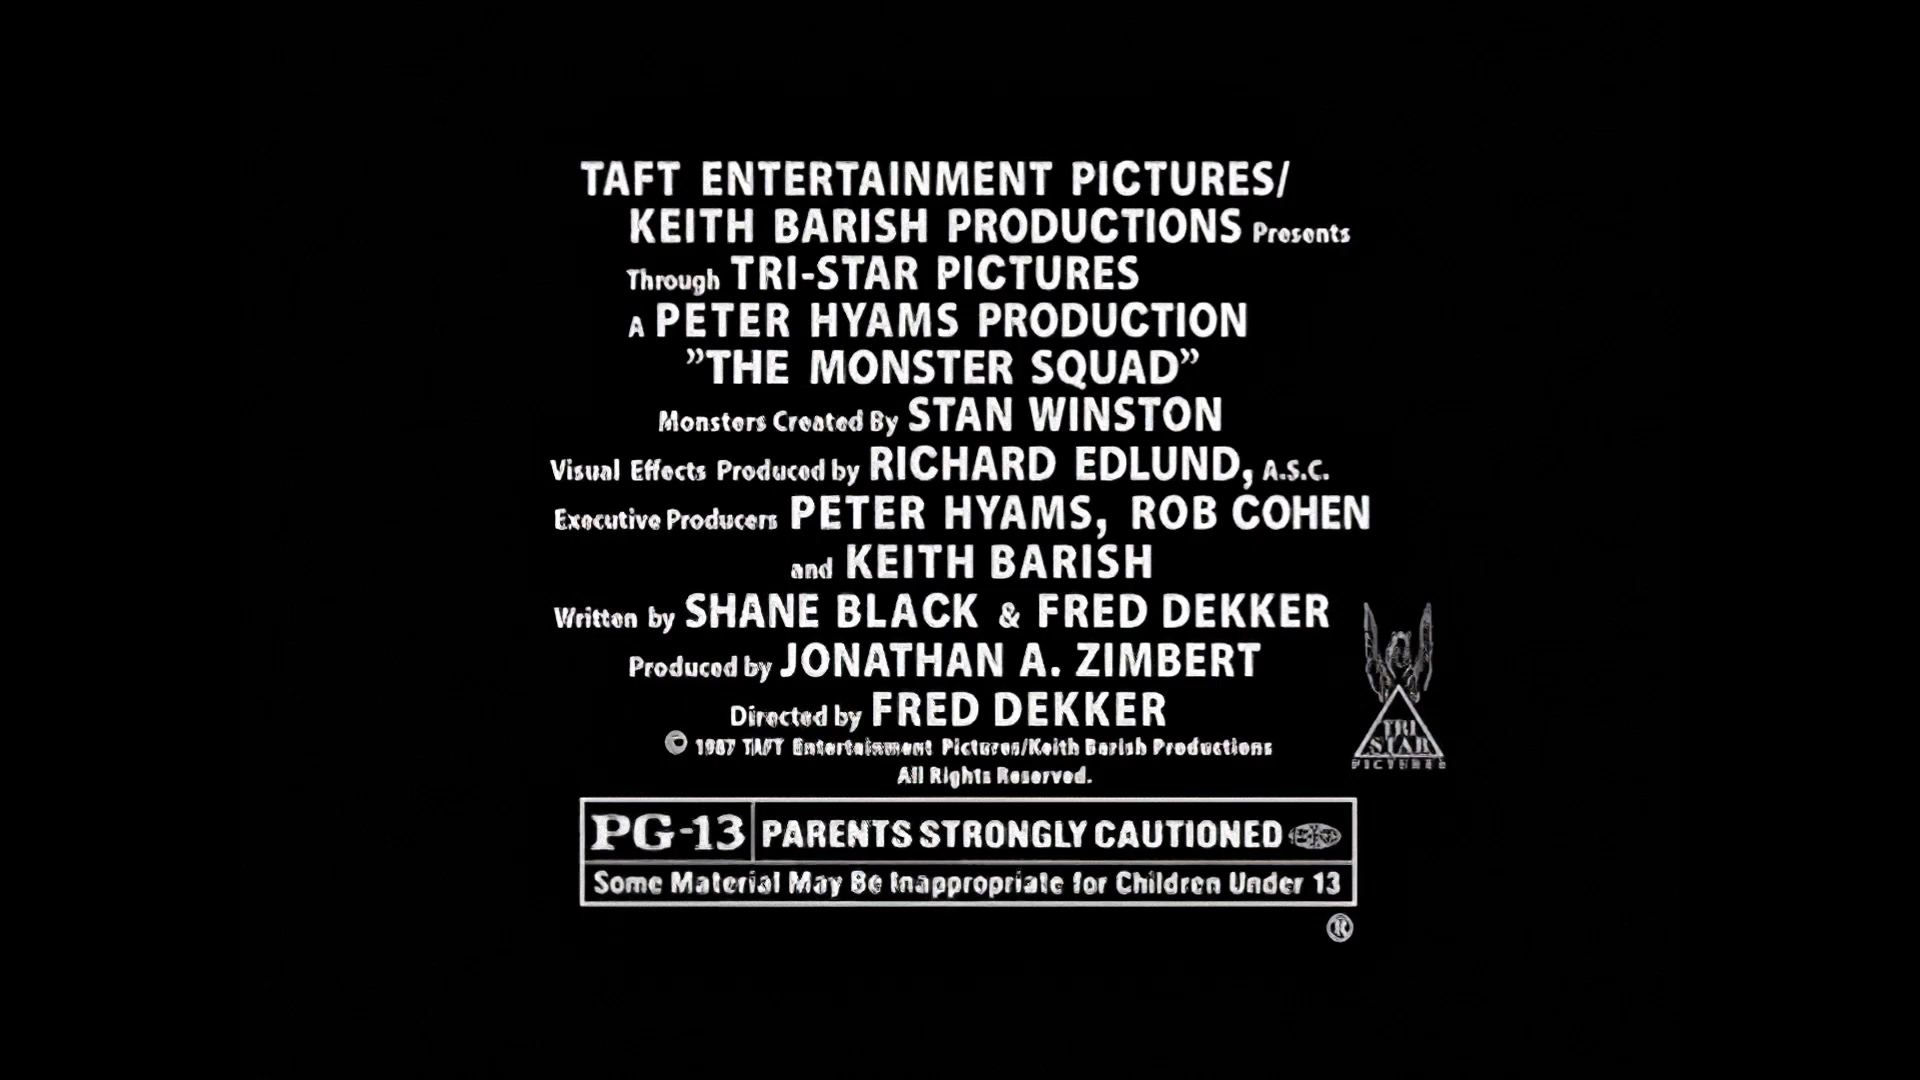 TAFT ENTERTAINMENT PICTURES/
KEITH BARISH PRODUCTIONS Presents
Through TRI-STAR PICTURES
A PETER HYAMS PRODUCTION
"THE MONSTER SQUAD"
Monsters Created By STAN WINSTON
Visual Effects Produced by RICHARD EDLUND, A.S.C.
Executive Producers PETER HYAMS, ROB COHEN
and KEITH BARISH
Written by SHANE BLACK & FRED DEKKER
Produced by JONATHAN A. ZIMBERT
Directed by FRED DEKKER
© 1987 TAFT Entertainment Pictures/Keith Barish Productions
All Rights Reserved.
TRI
STAR
PICTURES
PG-13 PARENTS STRONGLY CAUTIONED
Some Material May Be Inappropriate for Children Under 13
®